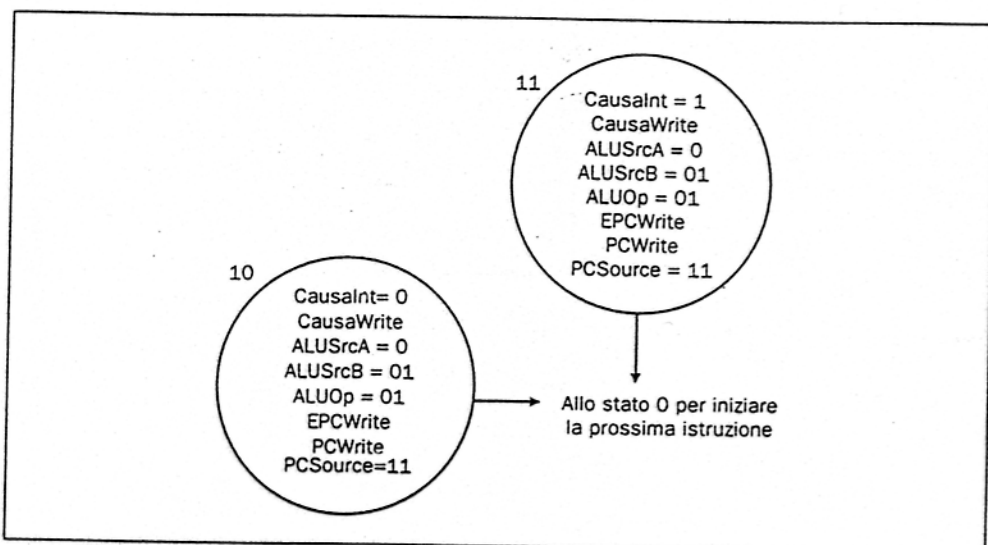 11
CausaInt = 1
CausaWrite
ALUSrcA = 0
ALUSrcB = 01
ALUOp = 01
EPCWrite
PCWrite
PCSource = 11
10
CausaInt= 0
CausaWrite
ALUSrcA = 0
ALUSrcB = 01
ALUOp = 01
EPCWrite
PCWrite
PCSource=11
Allo stato 0 per iniziare
la prossima istruzione